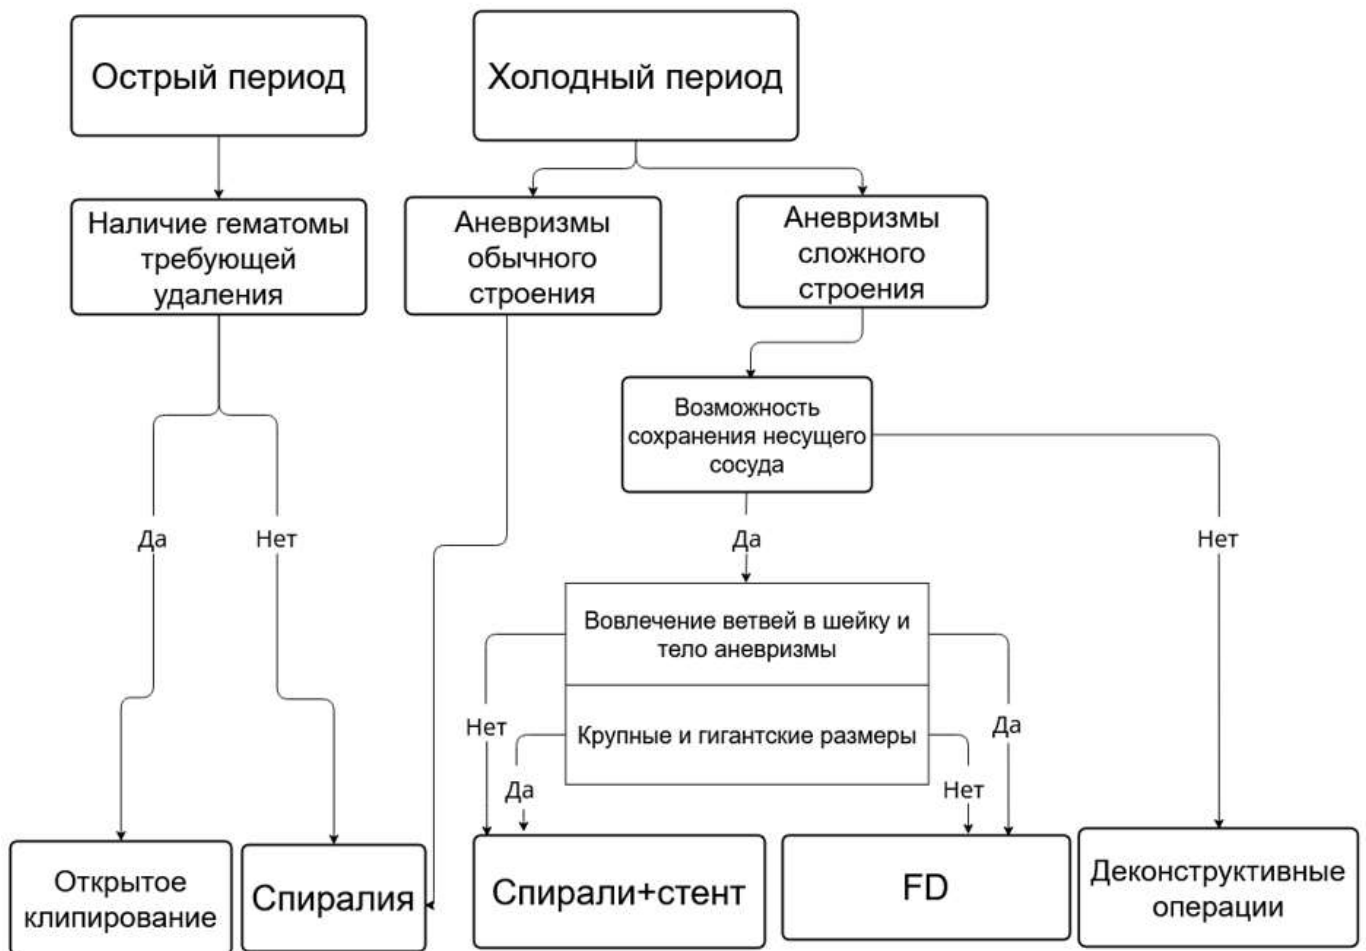 Острый период
Холодный период
Наличие гематомы
требующей
удаления
Аневризмы
обычного
строения
Аневризмы
сложного
строения
Возможность
сохранения несущего
сосуда
Да
Нет
Да
Нет
Вовлечение ветвей в шейку и
тело аневризмы
Нет
Да
Крупные и гигантские размеры
Да
Нет
Открытое
клипирование
Спиралия
Спирали+стент
FD
Деконструктивные
операции